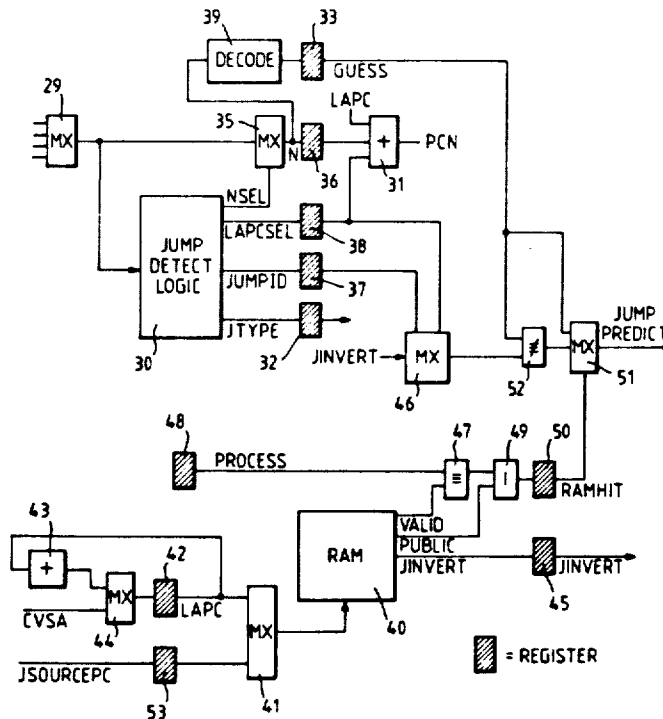 39
DECODE
33
GUESS
29
MX
35
MX
N
36
LAPC
+
31
PCN
NSEL
LAPCSEL
38
JUMP
DETECT
LOGIC
30
JUMPID
37
JTYPE
32
JINVERT
MX
46
≢
52
JUMP
PREDICT
MX
51
48
PROCESS
47
≡
49
I
50
RAMHIT
VALID
PUBLIC
JINVERT
RAM
40
45
JINVERT
43
+
42
MX
44
LAPC
CVSA
MX
41
JSOURCEPC
53
= REGISTER